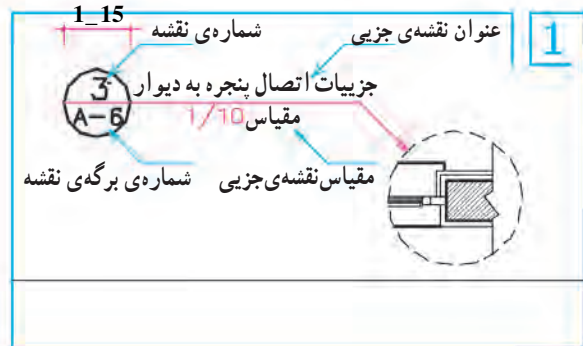 1_15
1
عنوان نقشه‌ی جزیی
شماره‌ی نقشه
3
جزییات اتصال پنجره به دیوار
A-6
مقیاس 1/10
مقیاس نقشه‌ی جزیی
شماره‌ی برگه‌ی نقشه